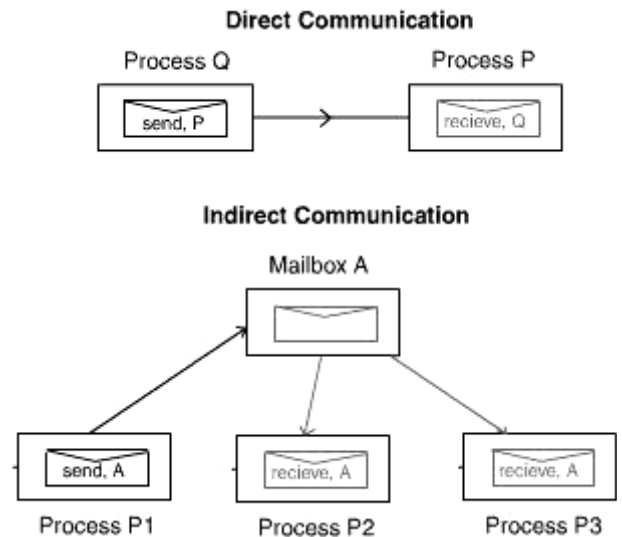 Direct Communication
Process Q
Process P
send, P
recieve, Q
Indirect Communication
Mailbox A
send, A
recieve, A
recieve, A
Process P1
Process P2
Process P3